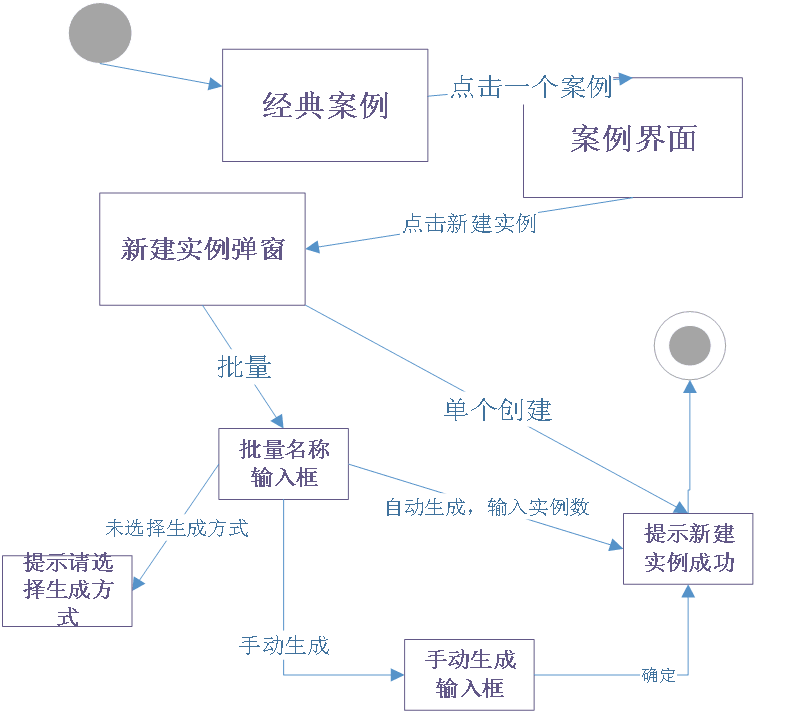 经典案例
点击一个案例
案例界面
点击新建实例
新建实例弹窗
批量
单个创建
批量名称
输入框
自动生成，输入实例数
未选择生成方式
提示新建
实例成功
提示请选
择生成方
式
手动生成
手动生成
输入框
确定